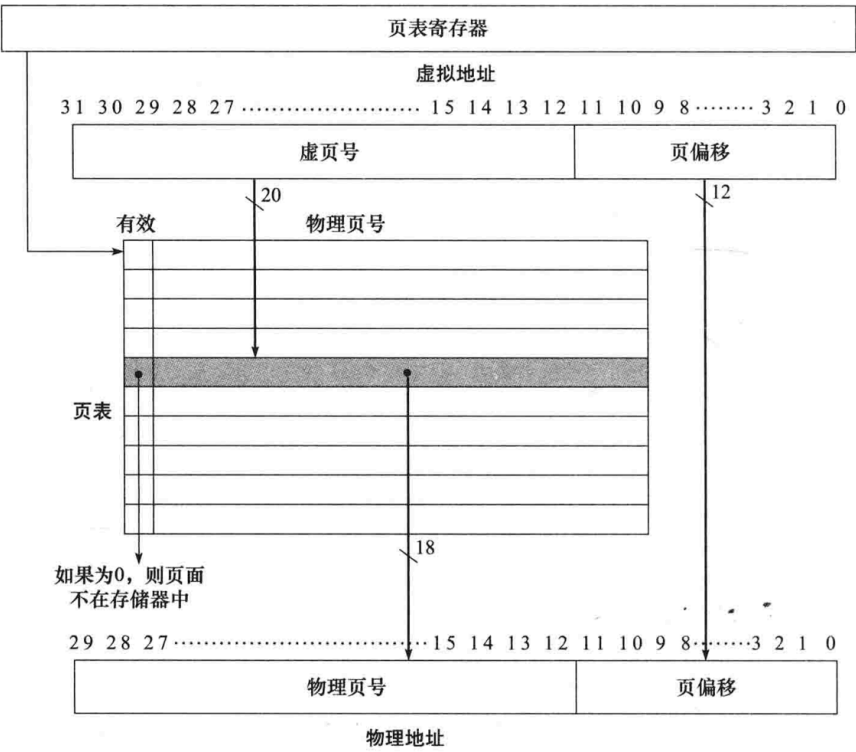 页表寄存器
虚拟地址
31 30 29 28 27························ 15 14 13 12 11 10 9 8········ 3 2 1 0
虚页号 页偏移
20 12
有效 物理页号
页表
18
如果为0，则页面
不在存储器中
29 28 27··································15 14 13 12 11 10 9 8········3 2 1 0
物理页号 页偏移
物理地址